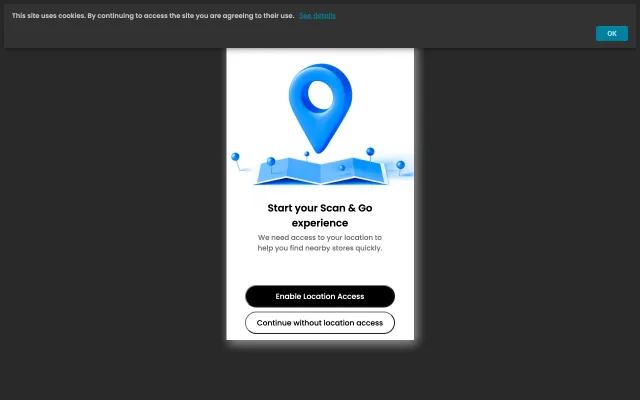 This site uses cookies. By continuing to access the site you are agreeing to their use. See details
OK
Start your Scan & Go
experience
We need access to your location to
help you find nearby stores quickly.
Enable Location Access
Continue without location access